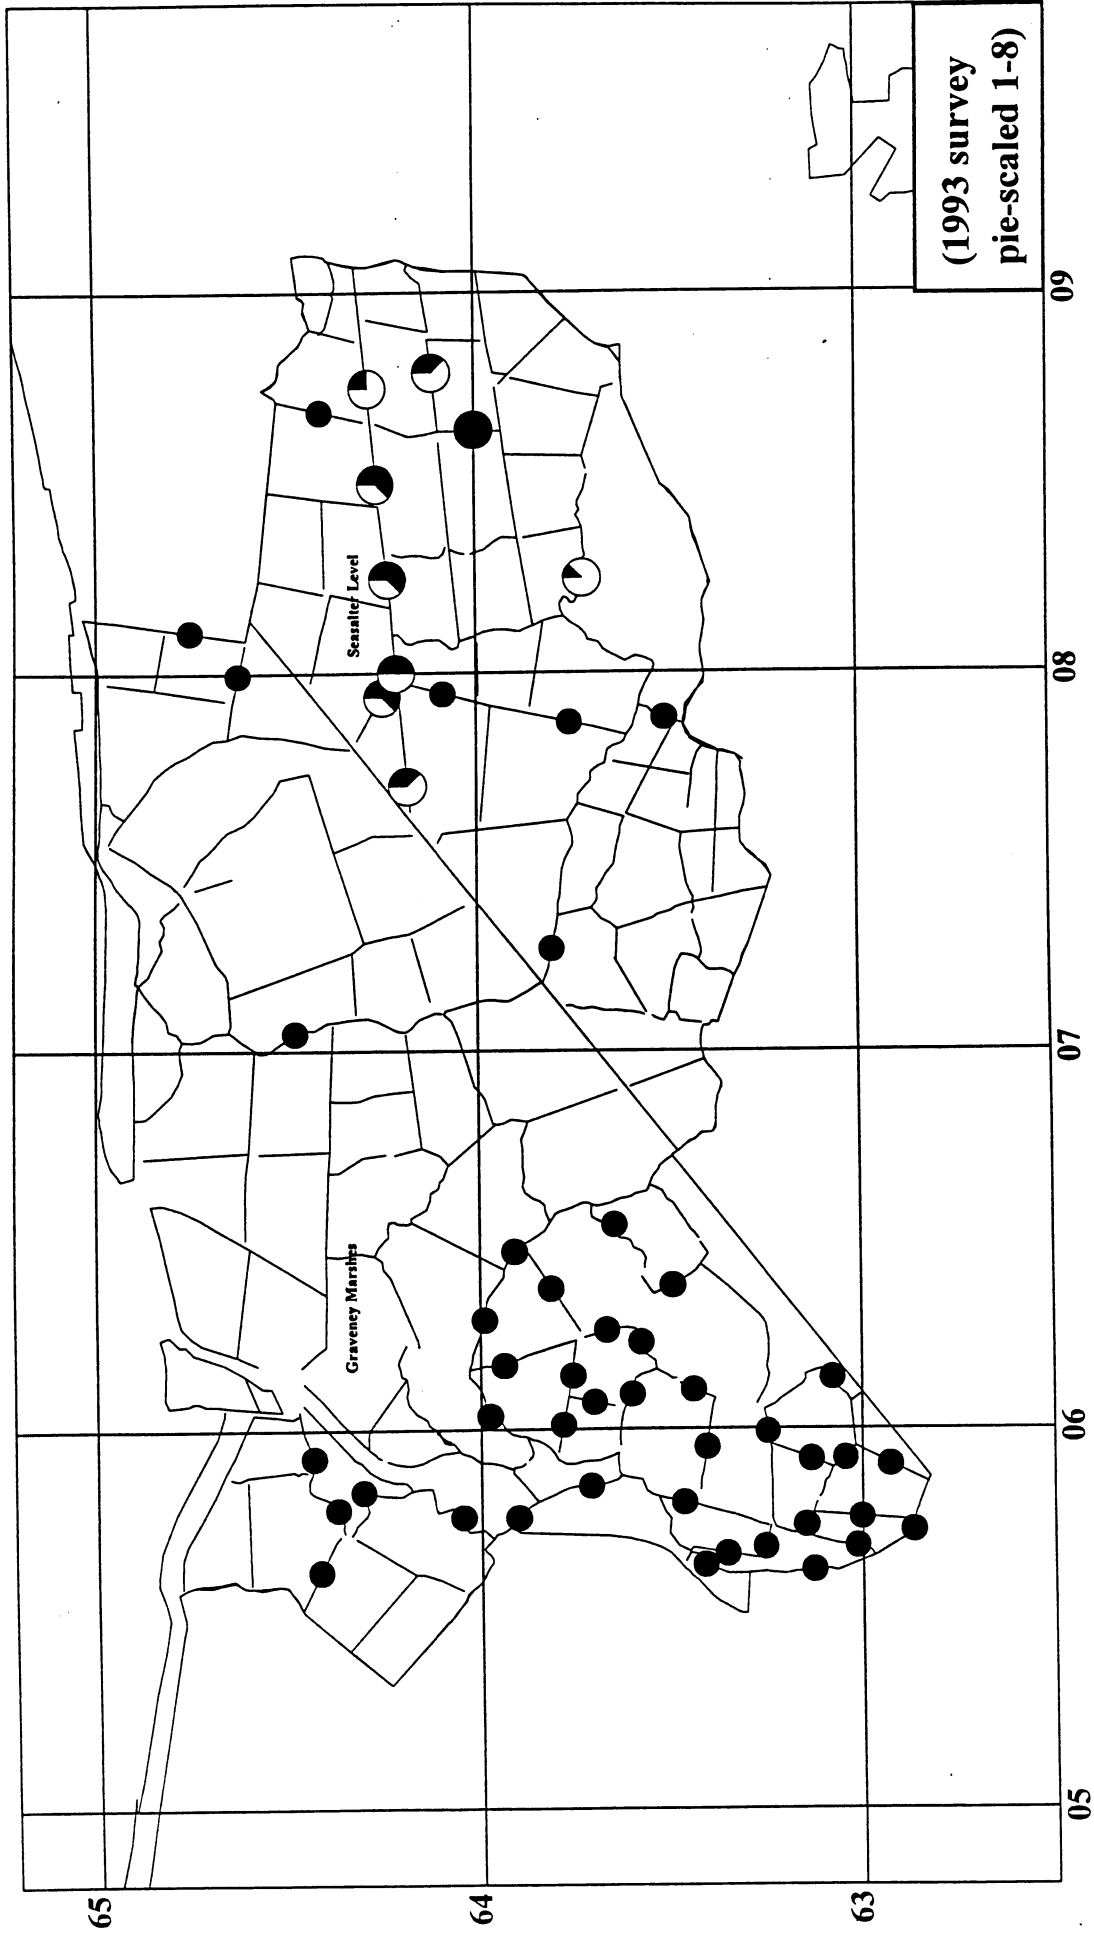 (1993 survey
pie-scaled 1-8)
Seasalter Level
Graveney Marshes
65
64
63
05
06
07
08
09